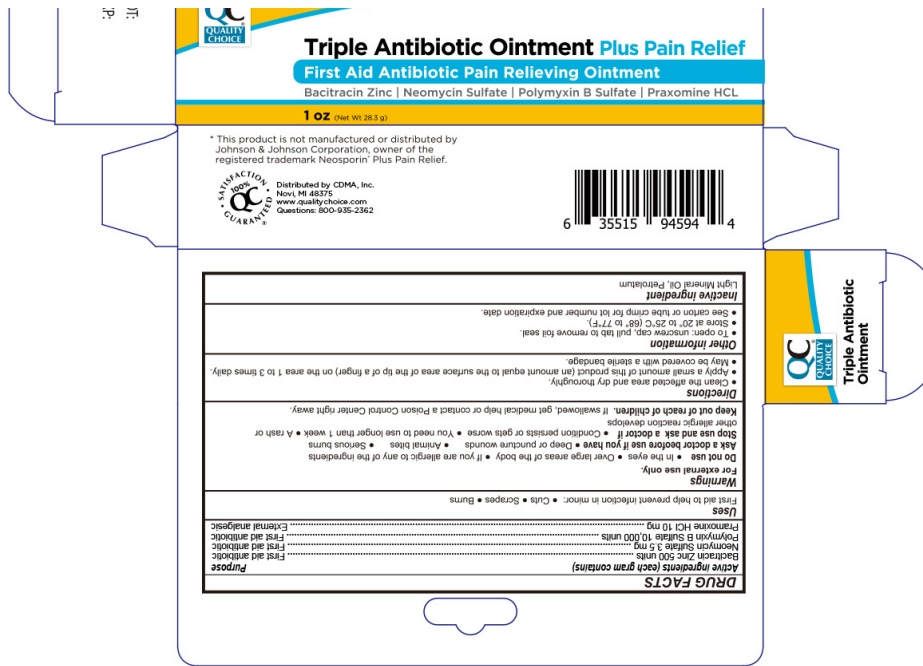 OT:
P:
QC
QUALITY
CHOICE
Triple Antibiotic Ointment Plus Pain Relief
First Aid Antibiotic Pain Relieving Ointment
Bacitracin Zinc | Neomycin Sulfate | Polymyxin B Sulfate | Praxomine HCL
1 oz (Net Wt 28.3 g)
* This product is not manufactured or distributed by
Johnson & Johnson Corporation, owner of the
registered trademark Neosporin® Plus Pain Relief.
• SATISFACTION • GUARANTEED
100%
QC
®
Distributed by CDMA, Inc.
Novi, MI 48375
www.qualitychoice.com
Questions: 800-935-2362
6 35515 94594 4
DRUG FACTS
Active ingredients (each gram contains) Purpose
Bacitracin Zinc 500 units First aid antibiotic
Neomycin Sulfate 3.5 mg First aid antibiotic
Polymyxin B Sulfate 10,000 units First aid antibiotic
Pramoxine HCl 10 mg External analgesic
Uses
First aid to help prevent infection in minor: • Cuts • Scrapes • Burns
Warnings
For external use only.
Do not use • In the eyes • Over large areas of the body • If you are allergic to any of the ingredients
Ask a doctor beofore use if you have • Deep or puncture wounds • Animal bites • Serious burns
Stop use and ask a doctor if • Condition persists or gets worse • You need to use longer than 1 week • A rash or
other allergic reaction develops
Keep out of reach of children. If swallowed, get medical help or contact a Poison Control Center right away.
Directions
• Clean the affected area and dry thoroughly.
• Apply a small amount of this product (an amount equal to the surface area of the tip of a finger) on the area 1 to 3 times daily.
• May be covered with a sterile bandage.
Other information
• To open: unscrew cap, pull tab to remove foil seal.
• Store at 20° to 25°C (68° to 77°F).
• See carton or tube crimp for lot number and expiration date.
Inactive ingredient
Light Mineral Oil, Petrolatum
QC
QUALITY
CHOICE
Triple Antibiotic
Ointment